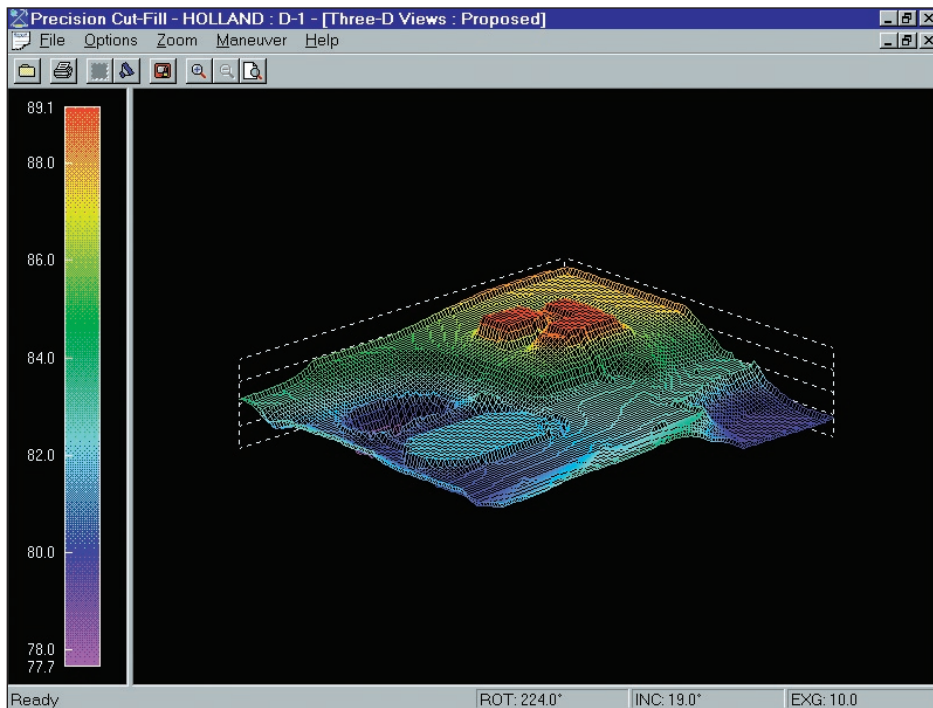 Precision Cut-Fill - HOLLAND : D-1 - [Three-D Views : Proposed]
File Options Zoom Maneuver Help
89.1
88.0
86.0
84.0
82.0
80.0
78.0
77.7
Ready ROT: 224.0° INC: 19.0° EXG: 10.0